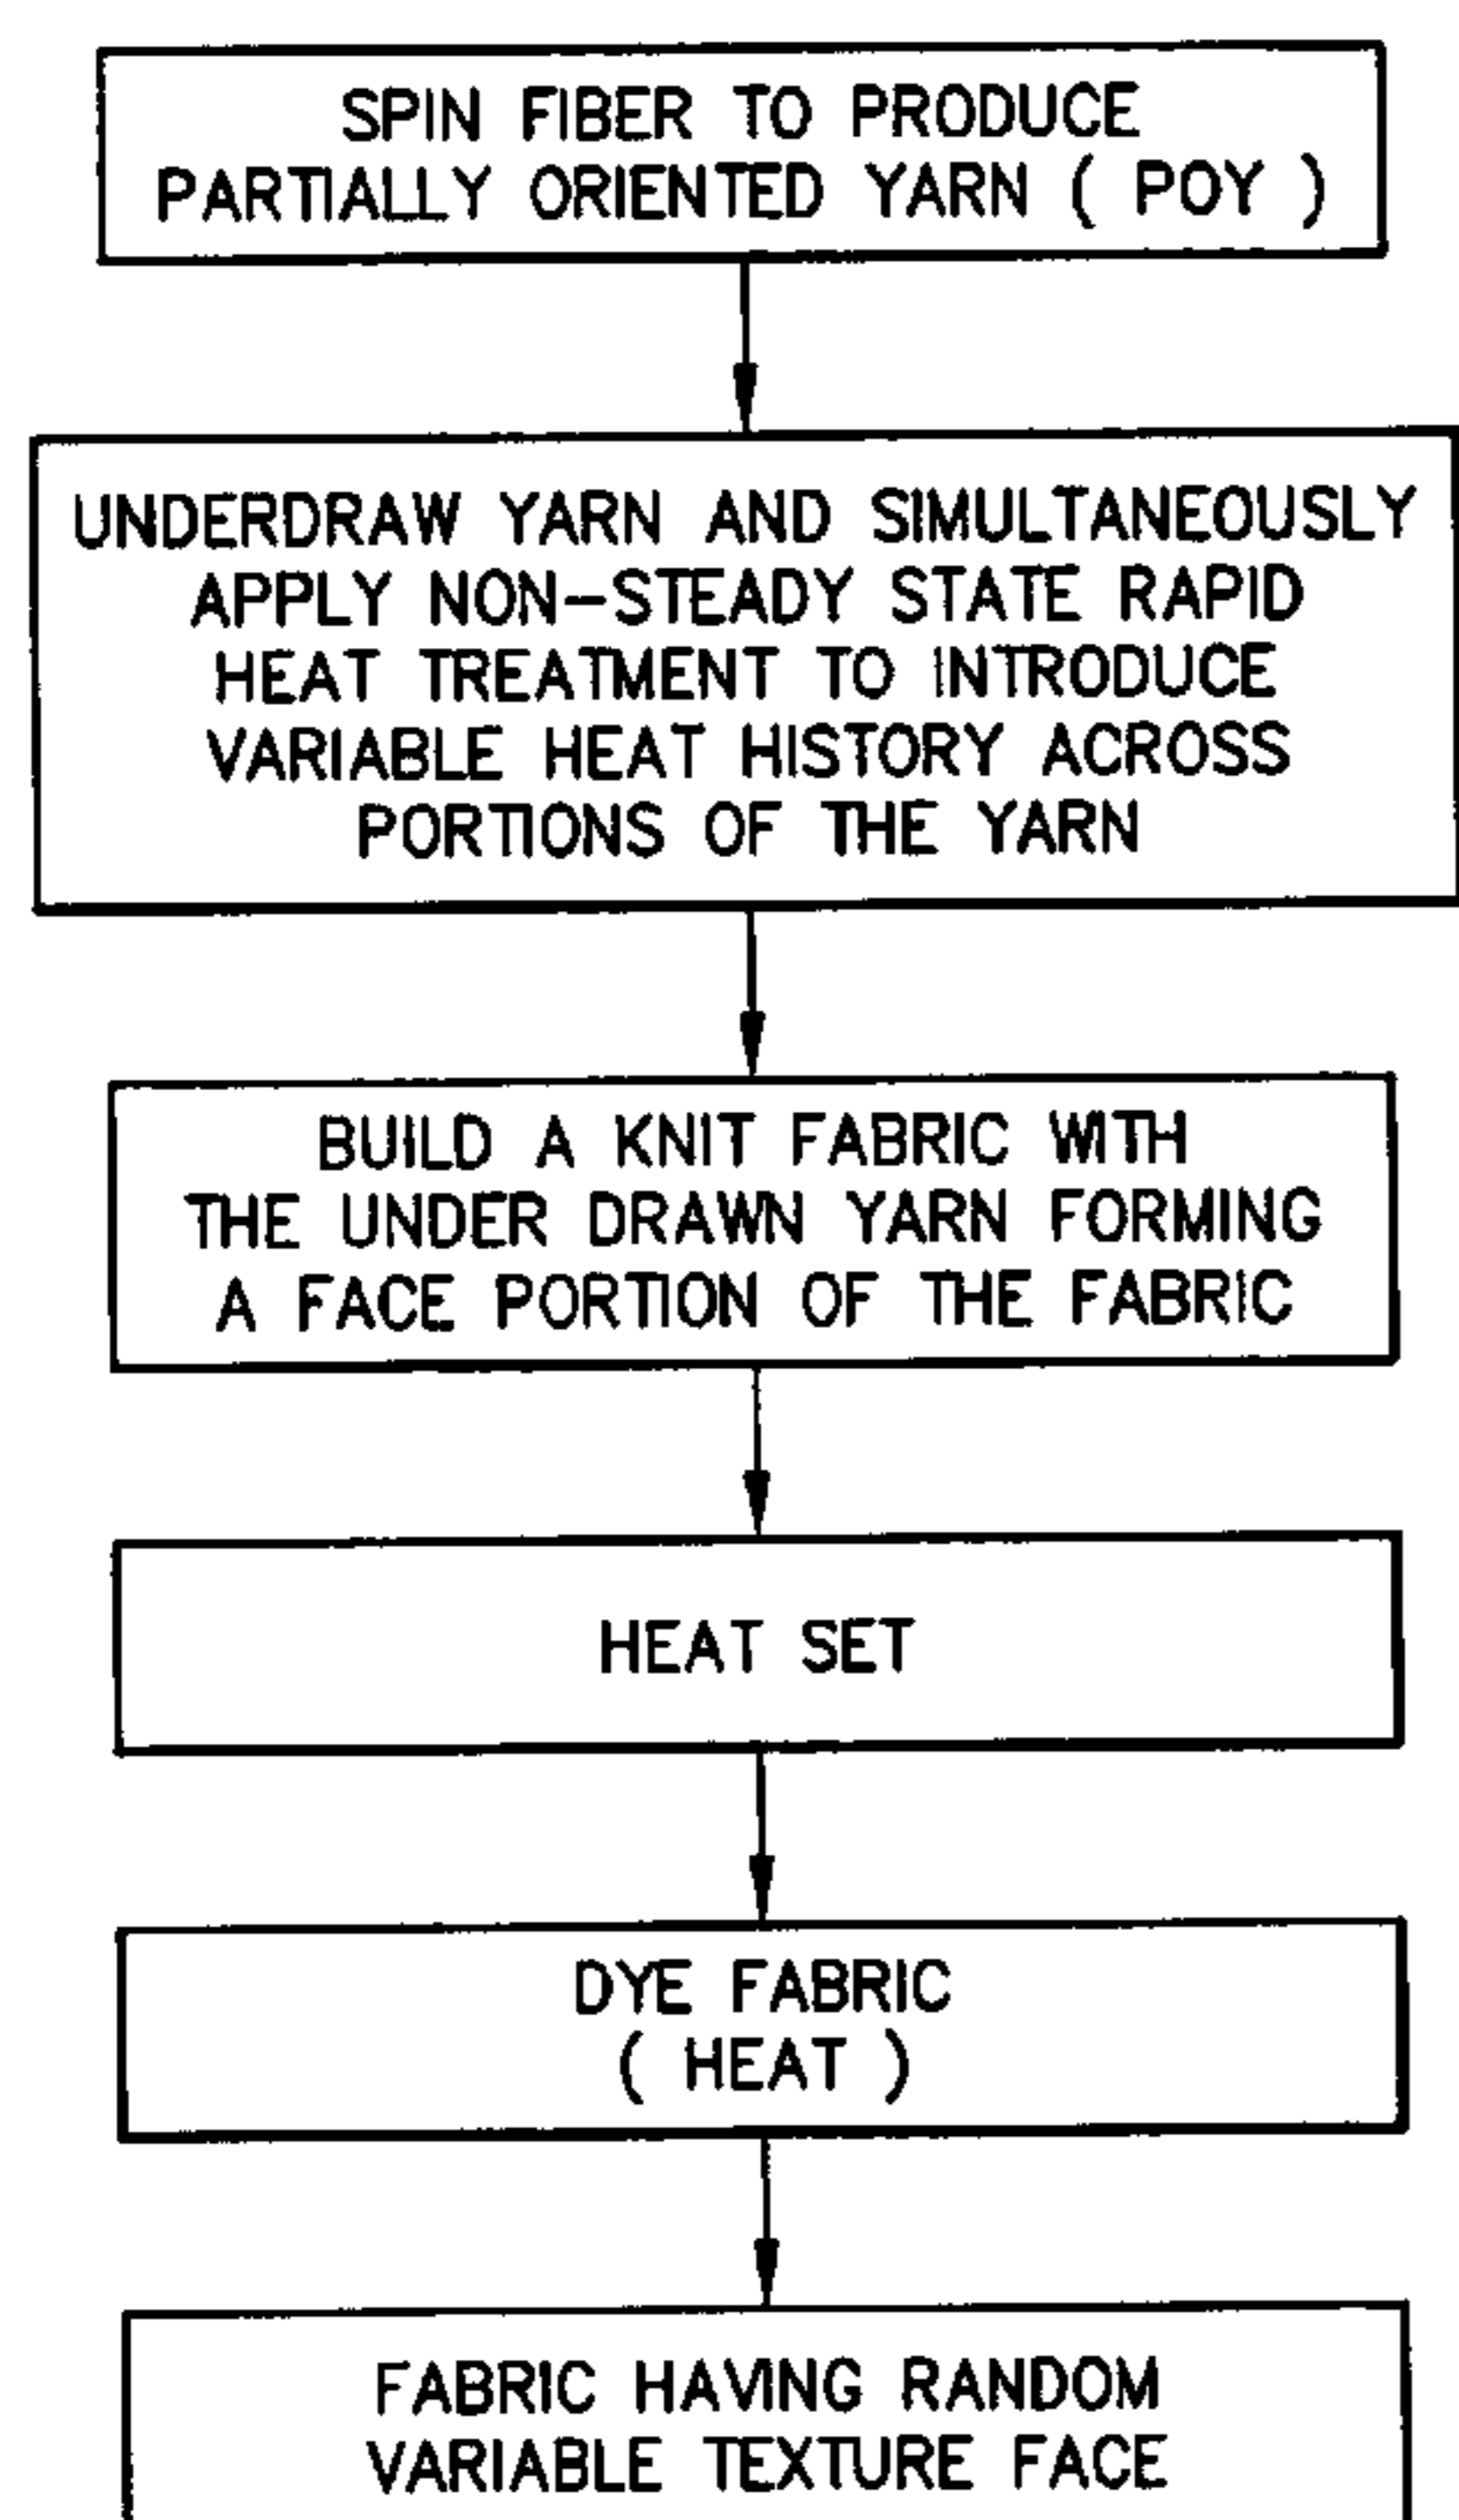 SPIN FIBER TO PRODUCE
PARTIALLY ORIENTED YARN ( POY )
UNDERDRAW YARN AND SIMULTANEOUSLY
APPLY NON-STEADY STATE RAPID
HEAT TREATMENT TO INTRODUCE
VARIABLE HEAT HISTORY ACROSS
PORTIONS OF THE YARN
BUILD A KNIT FABRIC WITH
THE UNDER DRAWN YARN FORMING
A FACE PORTION OF THE FABRIC
HEAT SET
DYE FABRIC
( HEAT )
FABRIC HAVING RANDOM
VARIABLE TEXTURE FACE